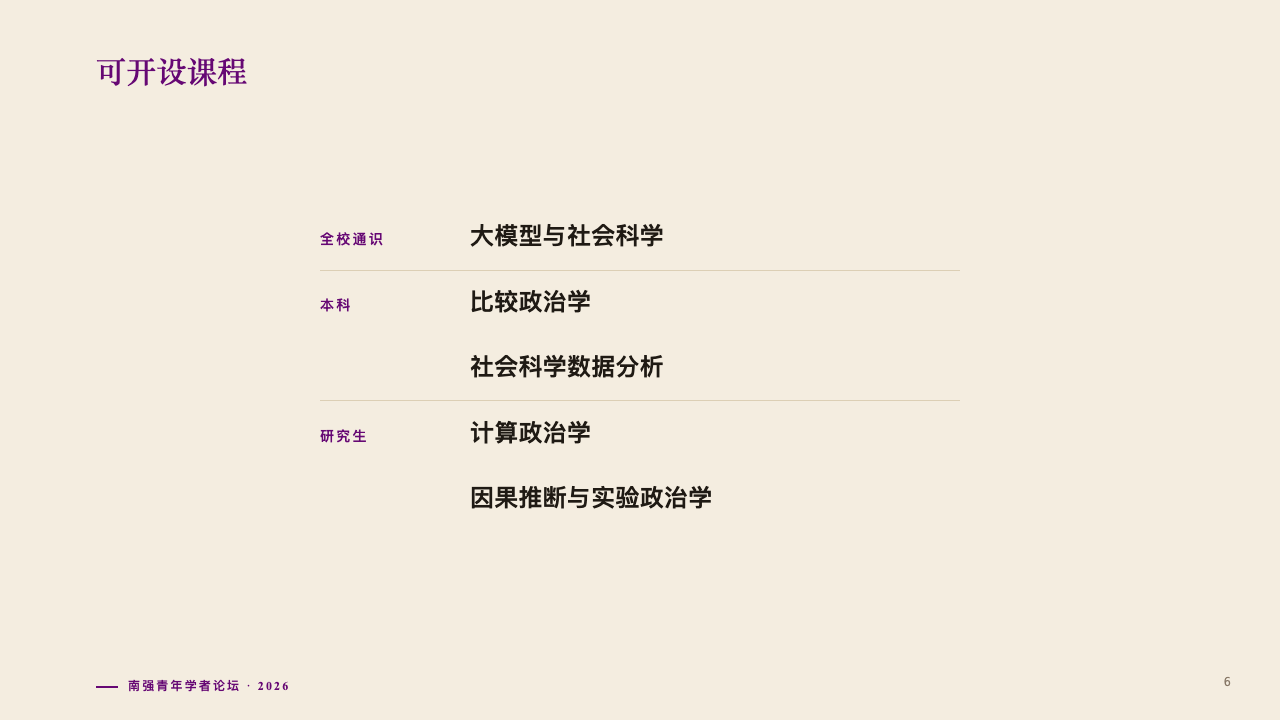 可开设课程
全校通识 大模型与社会科学
本科 比较政治学
社会科学数据分析
研究生 计算政治学
因果推断与实验政治学
南强青年学者论坛 · 2026
6